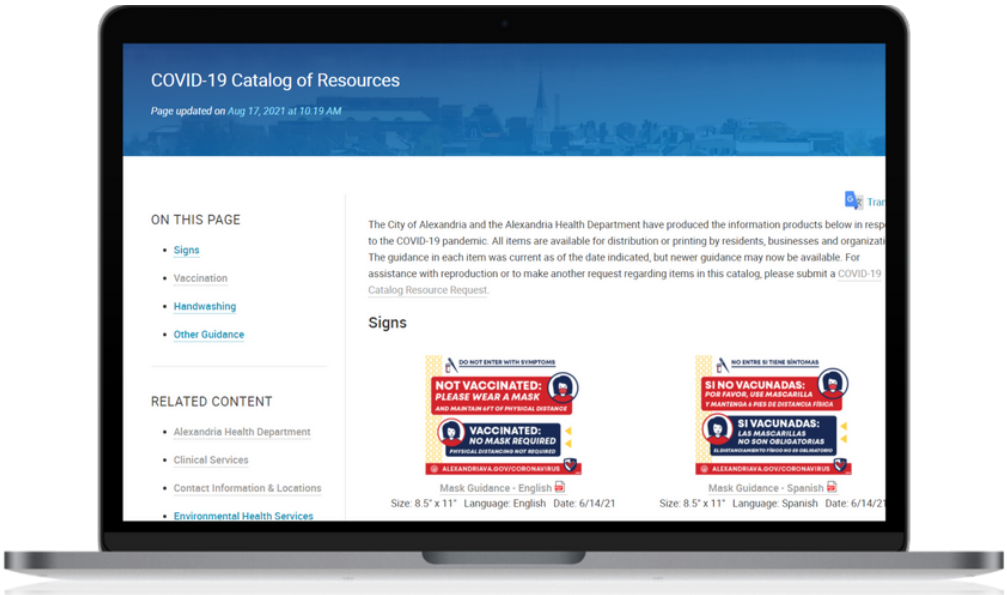 COVID-19 Catalog of Resources
Page updated on Aug 17, 2021 at 10:19 AM
ON THIS PAGE
Signs
Vaccination
Handwashing
Other Guidance
RELATED CONTENT
Alexandria Health Department
Clinical Services
Contact Information & Locations
Environmental Health Services
Tran
The City of Alexandria and the Alexandria Health Department have produced the information products below in resp
to the COVID-19 pandemic. All items are available for distribution or printing by residents, businesses and organizati
The guidance in each item was current as of the date indicated, but newer guidance may now be available. For
assistance with reproduction or to make another request regarding items in this catalog, please submit a COVID-19
Catalog Resource Request.
Signs
DO NOT ENTER WITH SYMPTOMS
NOT VACCINATED:
PLEASE WEAR A MASK
AND MAINTAIN 6FT OF PHYSICAL DISTANCE
VACCINATED:
NO MASK REQUIRED
PHYSICAL DISTANCING NOT REQUIRED
ALEXANDRIAVA.GOV/CORONAVIRUS
Mask Guidance - English
Size: 8.5" x 11" Language: English Date: 6/14/21
NO ENTRE SI TIENE SÍNTOMAS
SI NO VACUNADAS:
POR FAVOR, USE MASCARILLA
Y MANTENGA 6 PIES DE DISTANCIA FÍSICA
SI VACUNADAS:
LAS MASCARILLAS
NO SON OBLIGATORIAS
EL DISTANCIAMIENTO FÍSICO NO ES OBLIGATORIO
ALEXANDRIAVA.GOV/CORONAVIRUS
Mask Guidance - Spanish
Size: 8.5" x 11" Language: Spanish Date: 6/14/21